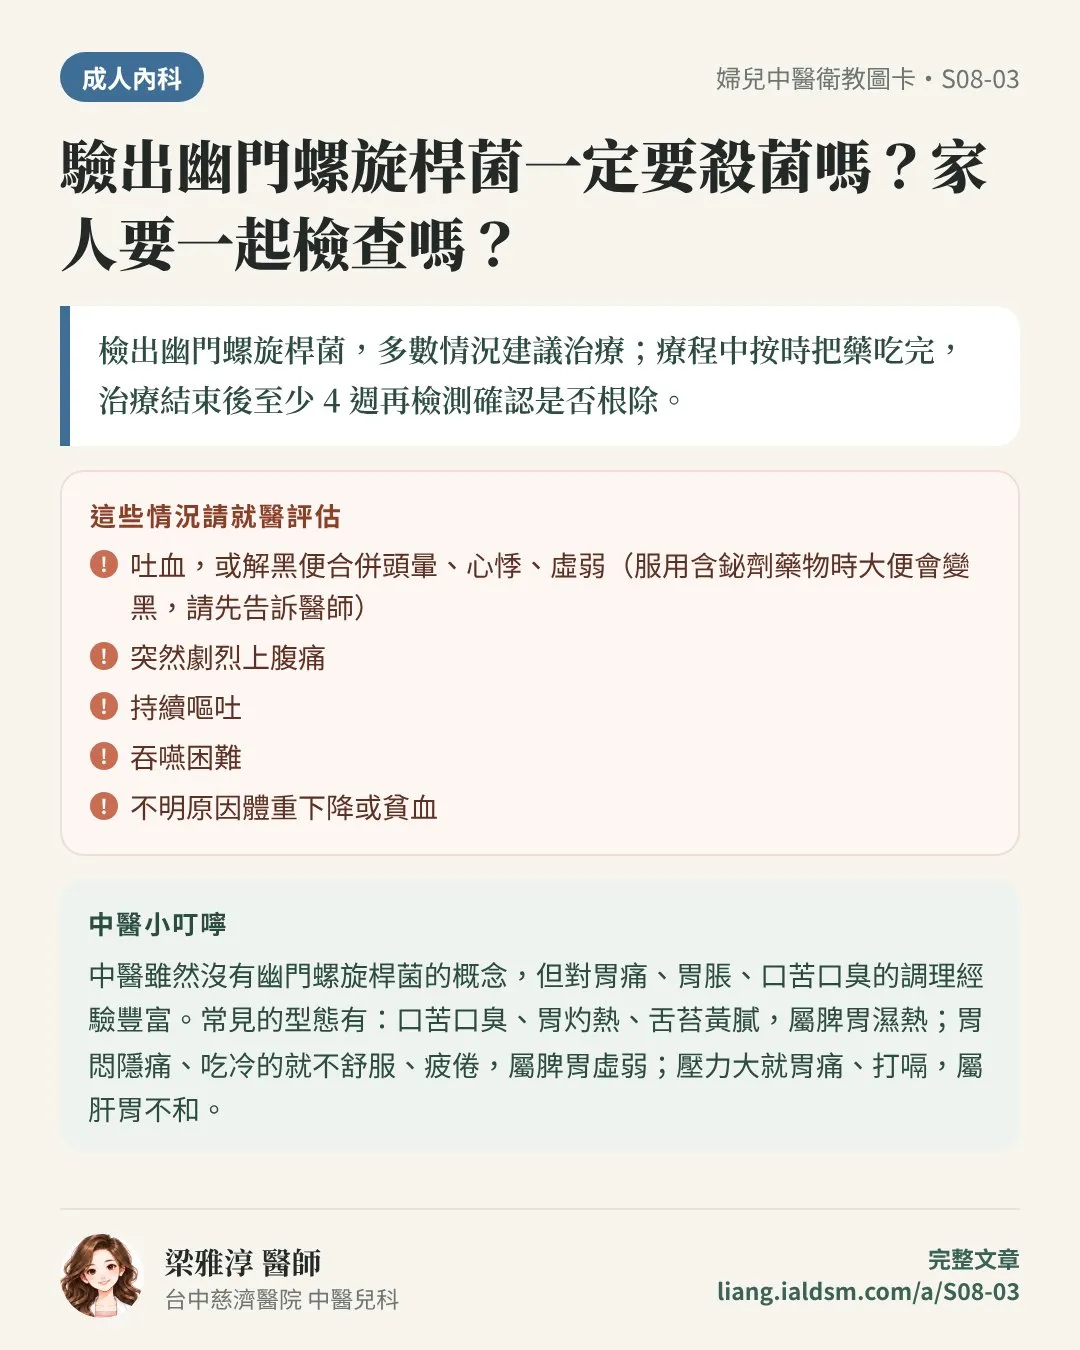 成人內科
婦兒中醫衛教圖卡・S08-03
驗出幽門螺旋桿菌一定要殺菌嗎？家
人要一起檢查嗎？
檢出幽門螺旋桿菌，多數情況建議治療；療程中按時把藥吃完，
治療結束後至少 4 週再檢測確認是否根除。
這些情況請就醫評估
! 吐血，或解黑便合併頭暈、心悸、虛弱（服用含鉍劑藥物時大便會變
黑，請先告訴醫師）
! 突然劇烈上腹痛
! 持續嘔吐
! 吞嚥困難
! 不明原因體重下降或貧血
中醫小叮嚀
中醫雖然沒有幽門螺旋桿菌的概念，但對胃痛、胃脹、口苦口臭的調理經
驗豐富。常見的型態有：口苦口臭、胃灼熱、舌苔黃膩，屬脾胃濕熱；胃
悶隱痛、吃冷的就不舒服、疲倦，屬脾胃虛弱；壓力大就胃痛、打嗝，屬
肝胃不和。
梁雅淳 醫師
台中慈濟醫院 中醫兒科
完整文章
liang.ialdsm.com/a/S08-03